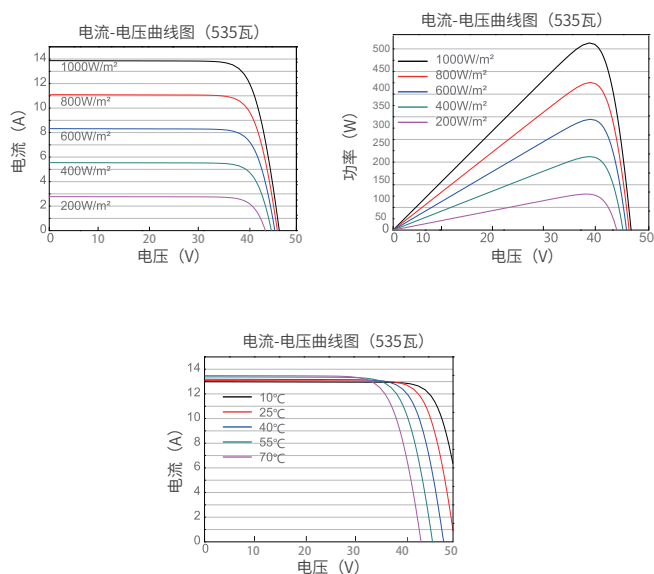 电流-电压曲线图（535瓦）
电流（A）
14
12
10
8
6
4
2
0
1000W/m²
800W/m²
600W/m²
400W/m²
200W/m²
0 10 20 30 40 50
电压（V）
电流-电压曲线图（535瓦）
功率（W）
500
450
400
350
300
250
200
150
100
50
0
1000W/m²
800W/m²
600W/m²
400W/m²
200W/m²
0 10 20 30 40 50
电压（V）
电流-电压曲线图（535瓦）
电流（A）
14
12
10
8
6
4
2
0
10℃
25℃
40℃
55℃
70℃
0 10 20 30 40 50
电压（V）